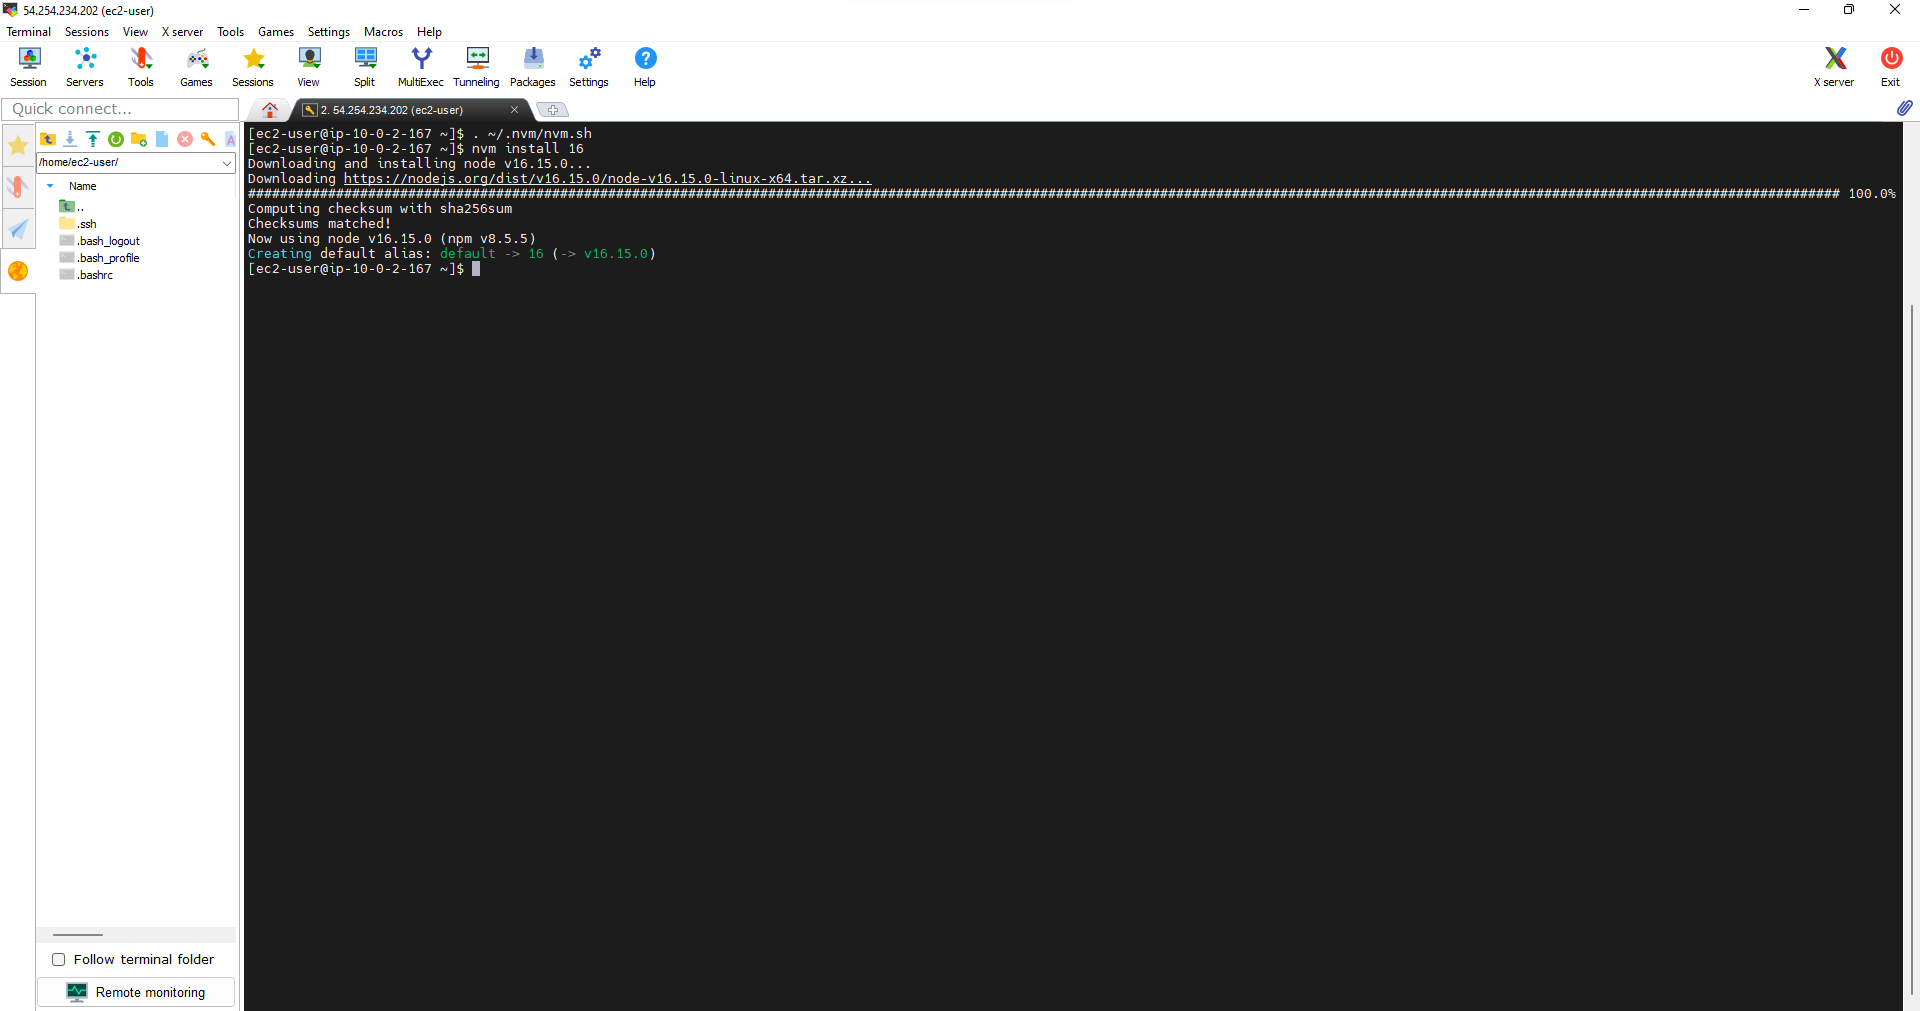 54.254.234.202 (ec2-user)
Terminal Sessions View X server Tools Games Settings Macros Help
Session Servers Tools Games Sessions View Split MultiExec Tunneling Packages Settings Help X server Exit
Quick connect...
2. 54.254.234.202 (ec2-user)
/home/ec2-user/
Name
..
.ssh
.bash_logout
.bash_profile
.bashrc
[ec2-user@ip-10-0-2-167 ~]$ . ~/.nvm/nvm.sh
[ec2-user@ip-10-0-2-167 ~]$ nvm install 16
Downloading and installing node v16.15.0...
Downloading https://nodejs.org/dist/v16.15.0/node-v16.15.0-linux-x64.tar.xz...
100.0%
Computing checksum with sha256sum
Checksums matched!
Now using node v16.15.0 (npm v8.5.5)
Creating default alias: default -> 16 (-> v16.15.0)
[ec2-user@ip-10-0-2-167 ~]$
Follow terminal folder
Remote monitoring